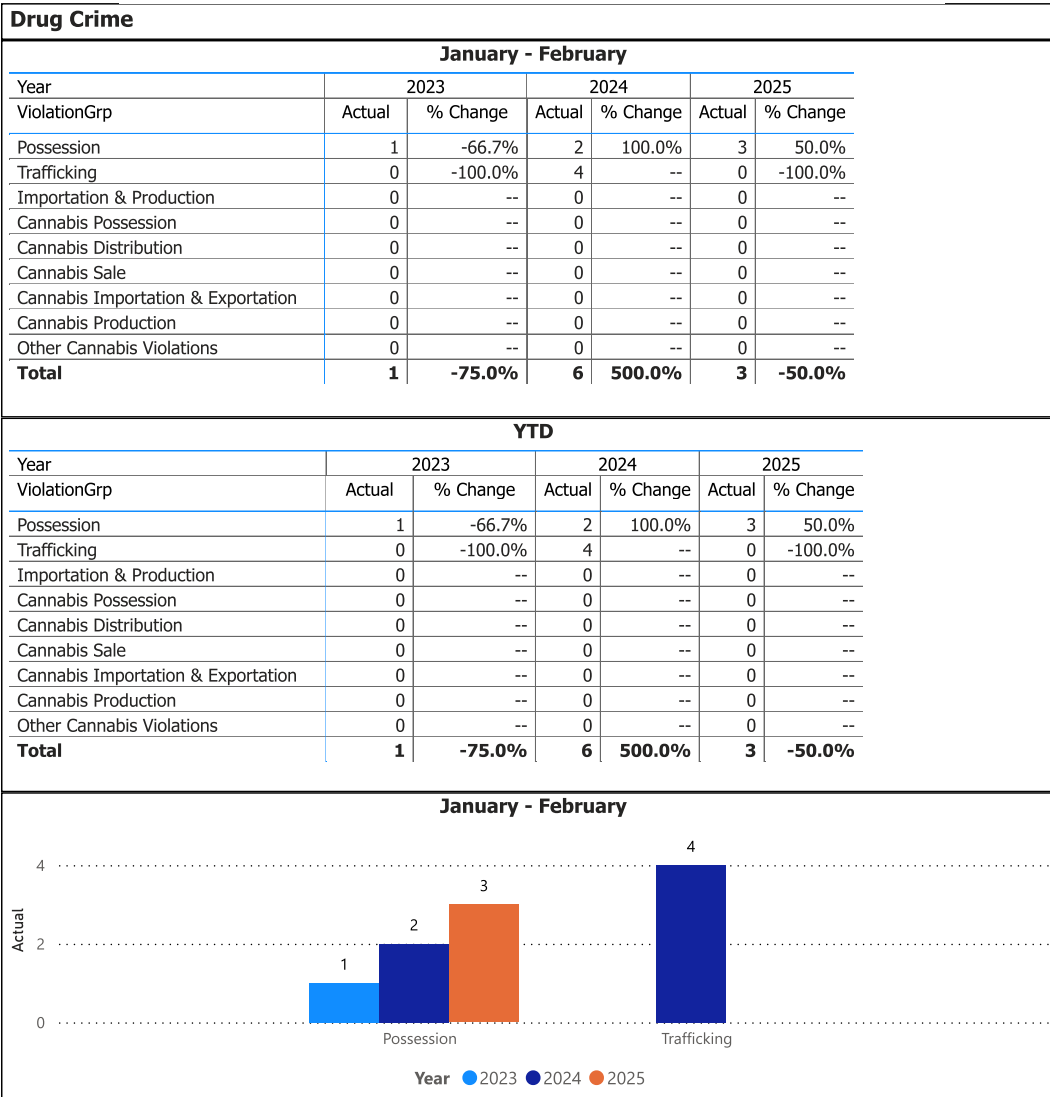 Drug Crime
January - February
Year 2023 2024 2025
ViolationGrp Actual % Change Actual % Change Actual % Change
Possession 1 -66.7% 2 100.0% 3 50.0%
Trafficking 0 -100.0% 4 -- 0 -100.0%
Importation & Production 0 -- 0 -- 0 --
Cannabis Possession 0 -- 0 -- 0 --
Cannabis Distribution 0 -- 0 -- 0 --
Cannabis Sale 0 -- 0 -- 0 --
Cannabis Importation & Exportation 0 -- 0 -- 0 --
Cannabis Production 0 -- 0 -- 0 --
Other Cannabis Violations 0 -- 0 -- 0 --
Total 1 -75.0% 6 500.0% 3 -50.0%
YTD
Year 2023 2024 2025
ViolationGrp Actual % Change Actual % Change Actual % Change
Possession 1 -66.7% 2 100.0% 3 50.0%
Trafficking 0 -100.0% 4 -- 0 -100.0%
Importation & Production 0 -- 0 -- 0 --
Cannabis Possession 0 -- 0 -- 0 --
Cannabis Distribution 0 -- 0 -- 0 --
Cannabis Sale 0 -- 0 -- 0 --
Cannabis Importation & Exportation 0 -- 0 -- 0 --
Cannabis Production 0 -- 0 -- 0 --
Other Cannabis Violations 0 -- 0 -- 0 --
Total 1 -75.0% 6 500.0% 3 -50.0%
January - February
Actual
4
2
0
1
2
3
4
Possession Trafficking
Year 2023 2024 2025